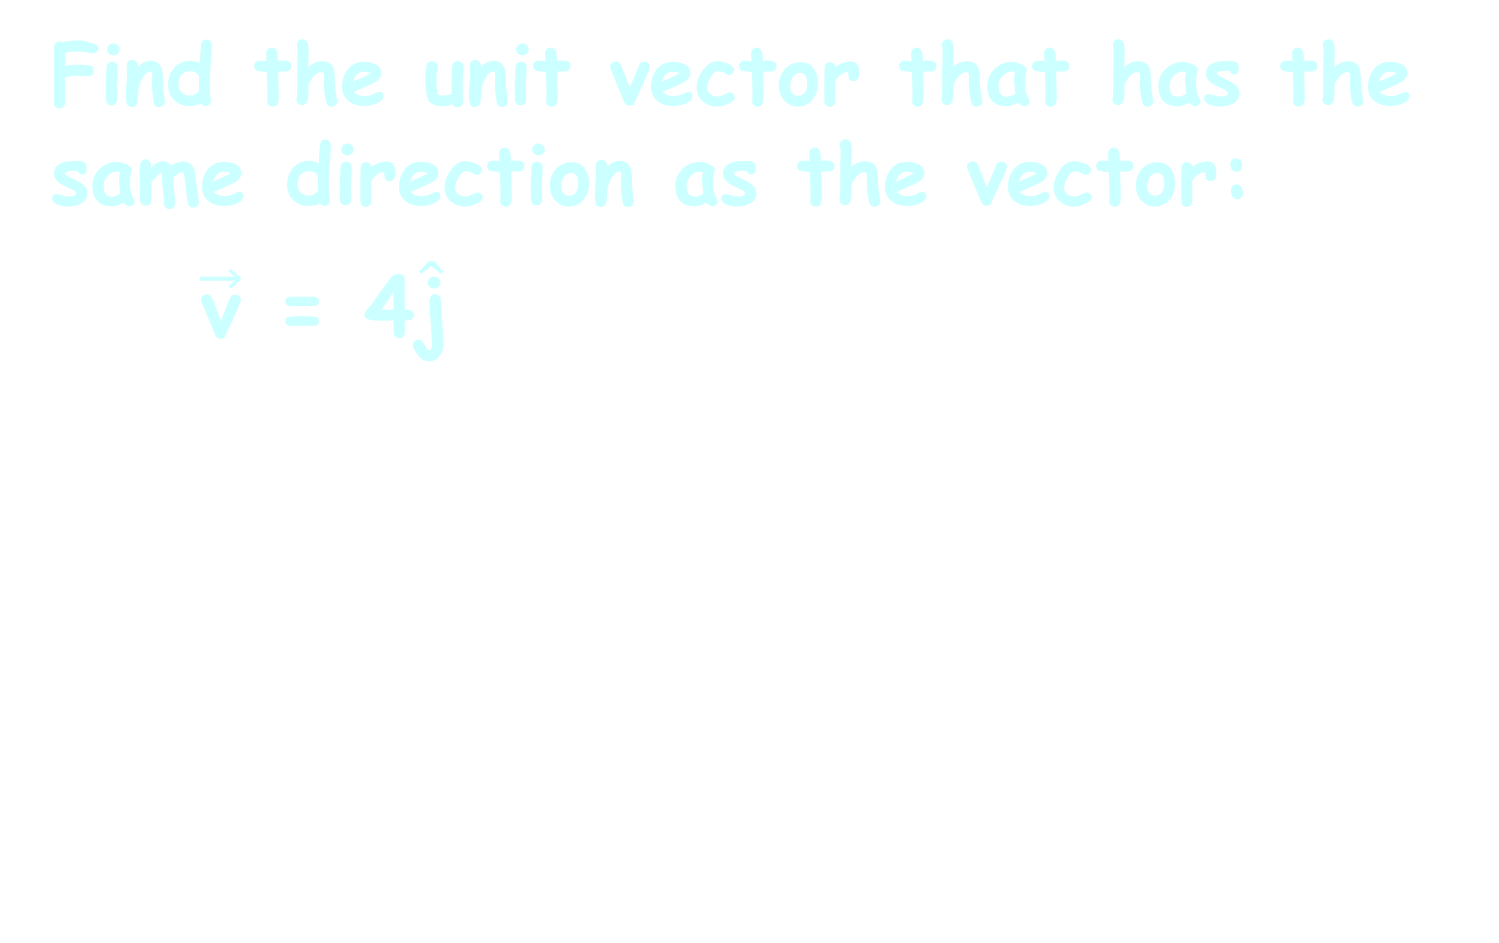 Find the unit vector that has the
same direction as the vector:
v⃗ = 4ĵ